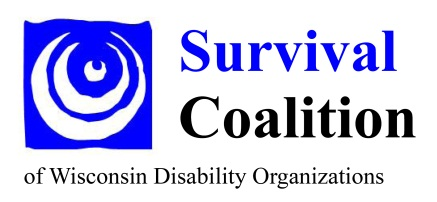 Survival
Coalition
of Wisconsin Disability Organizations